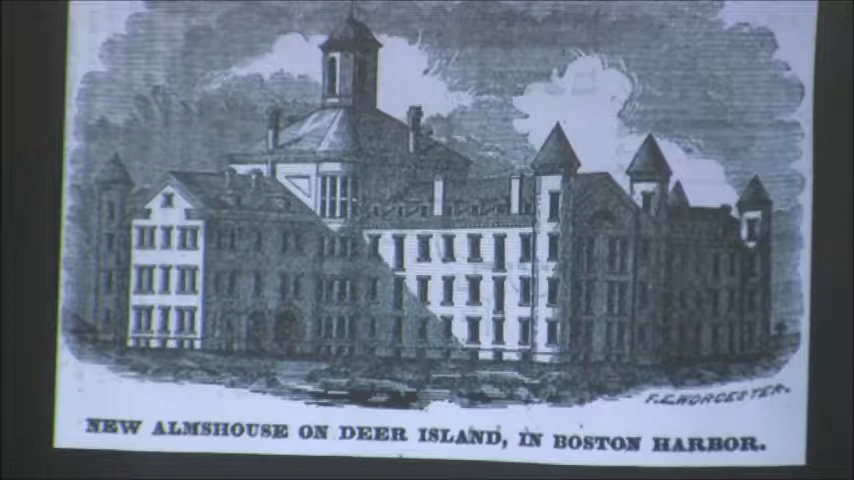 F.E.WORCESTER.
NEW ALMSHOUSE ON DEER ISLAND, IN BOSTON HARBOR.